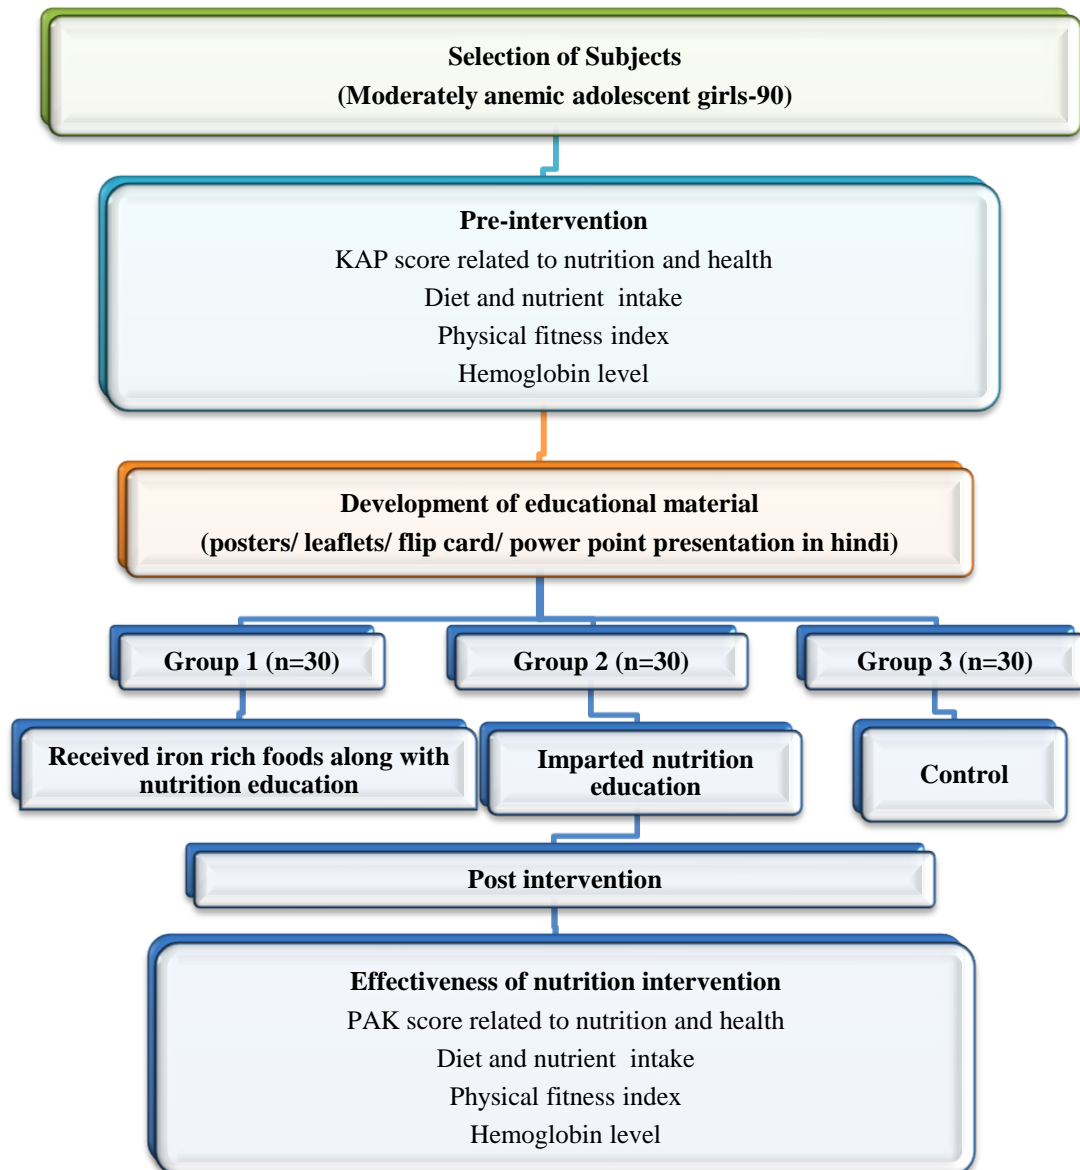 Selection of Subjects
(Moderately anemic adolescent girls-90)
Pre-intervention
KAP score related to nutrition and health
Diet and nutrient intake
Physical fitness index
Hemoglobin level
Development of educational material
(posters/ leaflets/ flip card/ power point presentation in hindi)
Group 1 (n=30)
Group 2 (n=30)
Group 3 (n=30)
Received iron rich foods along with
nutrition education
Imparted nutrition
education
Control
Post intervention
Effectiveness of nutrition intervention
PAK score related to nutrition and health
Diet and nutrient intake
Physical fitness index
Hemoglobin level